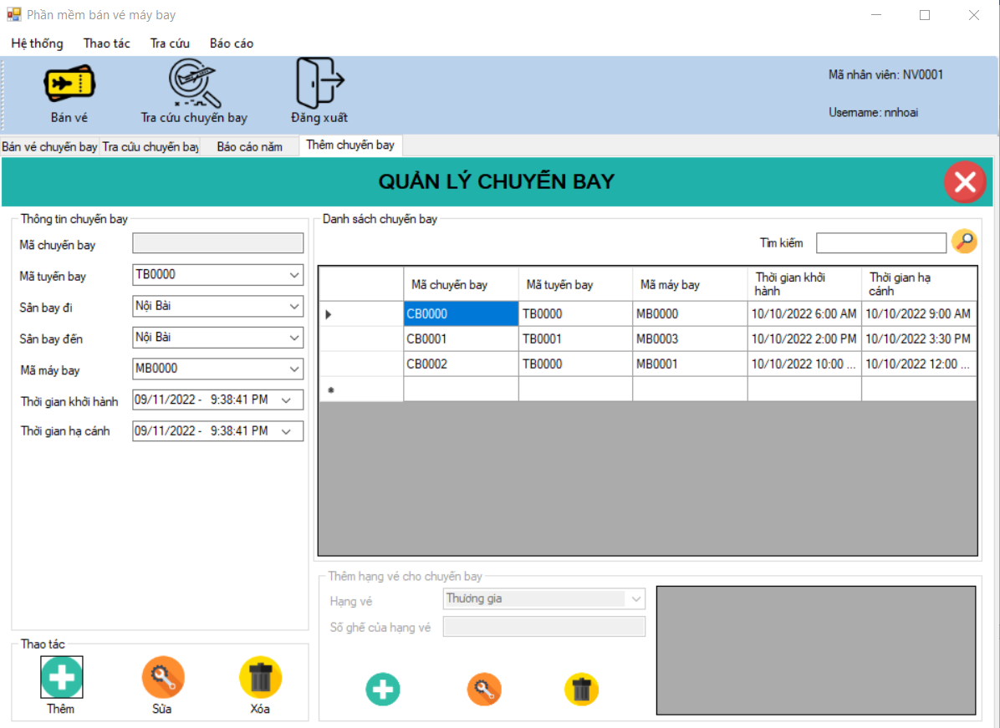 Phần mềm bán vé máy bay
Hệ thống Thao tác Tra cứu Báo cáo
Mã nhân viên: NV0001
Username: nnhoai
Bán vé Tra cứu chuyến bay Đăng xuất
Bán vé chuyến bay Tra cứu chuyến bay Báo cáo năm Thêm chuyến bay
QUẢN LÝ CHUYẾN BAY
Thông tin chuyến bay
Mã chuyến bay
Mã tuyến bay TB0000
Sân bay đi Nội Bài
Sân bay đến Nội Bài
Mã máy bay MB0000
Thời gian khởi hành 09/11/2022 - 9:38:41 PM
Thời gian hạ cánh 09/11/2022 - 9:38:41 PM
Thao tác
Thêm Sửa Xóa
Danh sách chuyến bay
Tìm kiếm
Mã chuyến bay Mã tuyến bay Mã máy bay Thời gian khởi hành Thời gian hạ cánh
CB0000 TB0000 MB0000 10/10/2022 6:00 AM 10/10/2022 9:00 AM
CB0001 TB0001 MB0003 10/10/2022 2:00 PM 10/10/2022 3:30 PM
CB0002 TB0000 MB0001 10/10/2022 10:00 ... 10/10/2022 12:00 ...
Thêm hạng vé cho chuyến bay
Hạng vé Thương gia
Số ghế của hạng vé